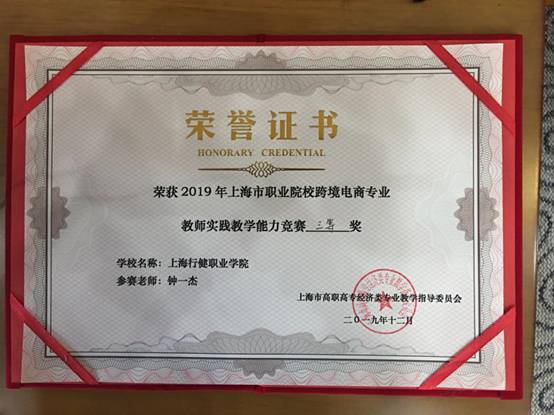 荣誉证书
HONORARY CREDENTIAL
荣获2019年上海市职业院校跨境电商专业
教师实践教学能力竞赛三等奖
学校名称：上海行健职业学院
参赛老师：钟一杰
上海市高职高专经济类专业教学指导委员会
二0一九年十二月